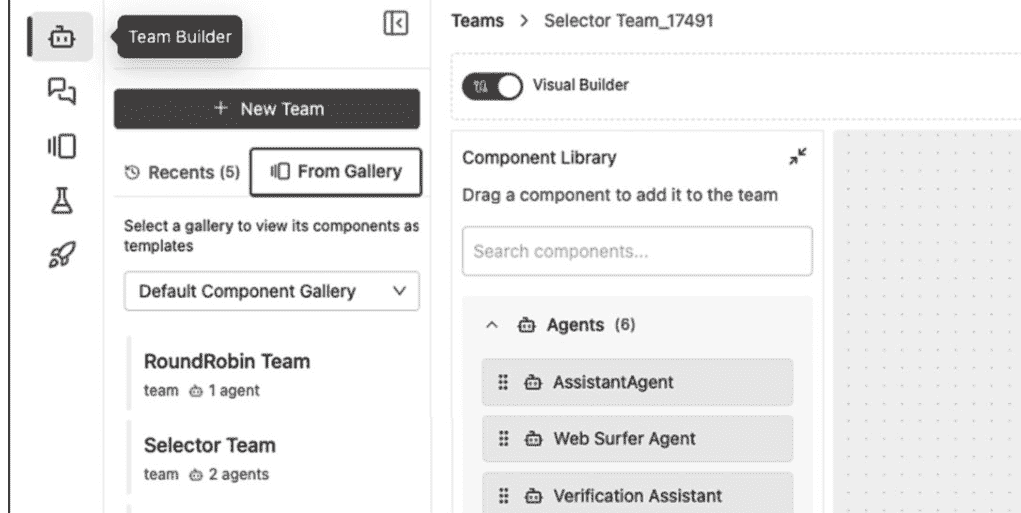 Team Builder
+ New Team
Recents (5)
From Gallery
Select a gallery to view its components as
templates
Default Component Gallery
RoundRobin Team
team 1 agent
Selector Team
team 2 agents
Teams > Selector Team_17491
Visual Builder
Component Library
Drag a component to add it to the team
Search components...
Agents (6)
AssistantAgent
Web Surfer Agent
Verification Assistant